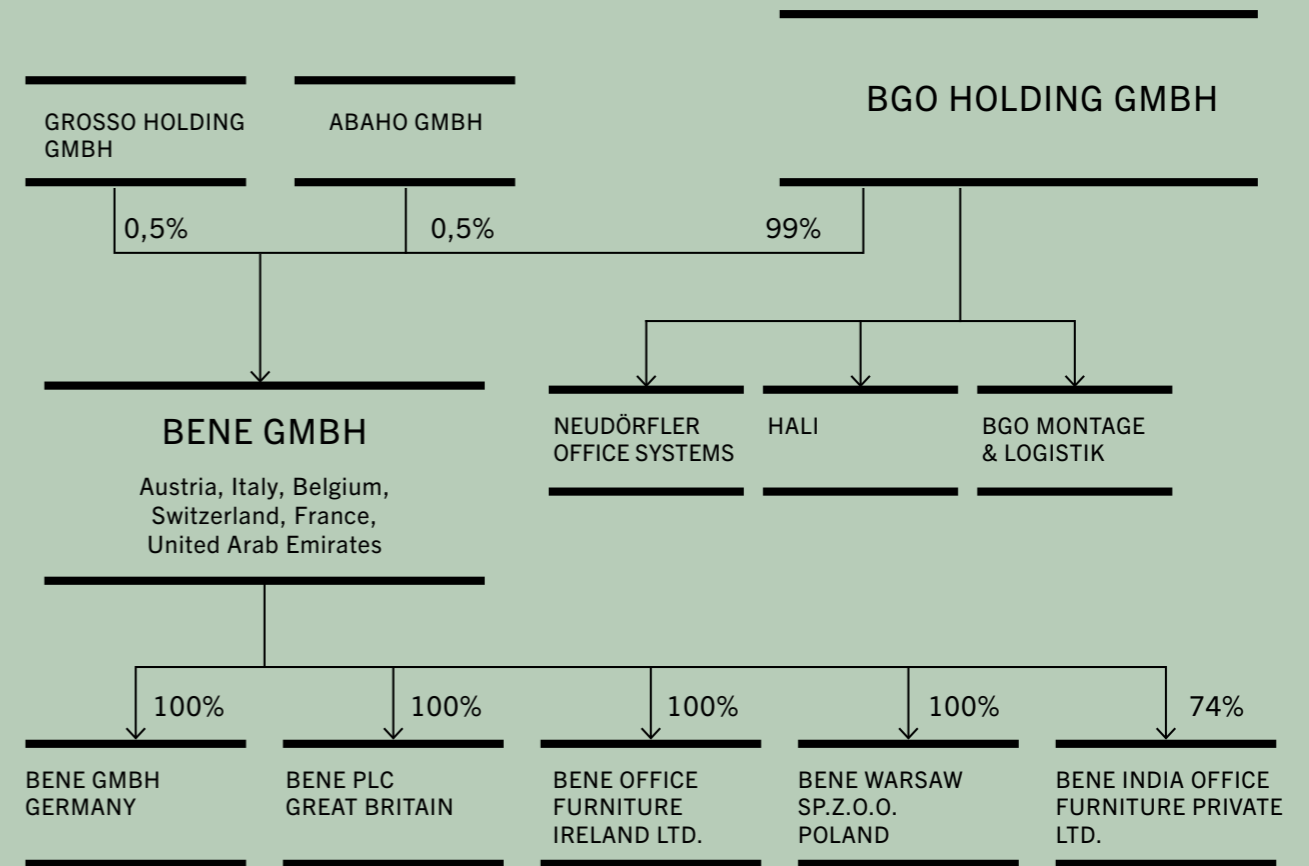 BGO HOLDING GMBH
GROSSO HOLDING
GMBH
ABAHO GMBH
0,5%
0,5%
99%
BENE GMBH
Austria, Italy, Belgium,
Switzerland, France,
United Arab Emirates
NEUDÖRFLER
OFFICE SYSTEMS
HALI
BGO MONTAGE
& LOGISTIK
100%
100%
100%
100%
74%
BENE GMBH
GERMANY
BENE PLC
GREAT BRITAIN
BENE OFFICE
FURNITURE
IRELAND LTD.
BENE WARSAW
SP.Z.O.O.
POLAND
BENE INDIA OFFICE
FURNITURE PRIVATE
LTD.